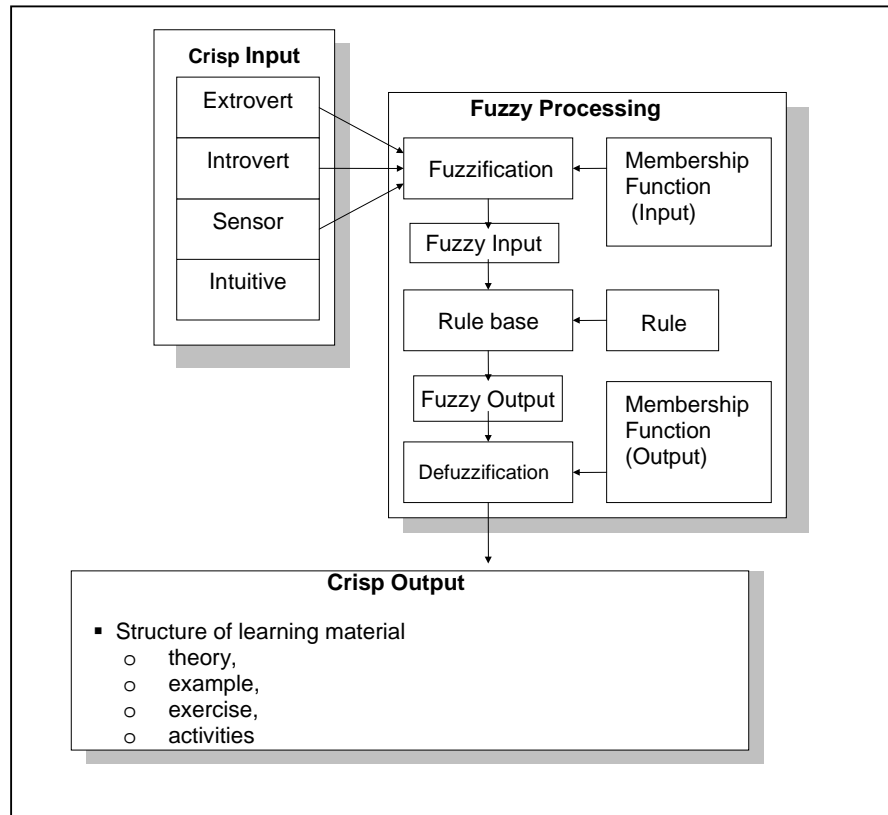 Crisp Input
Extrovert
Introvert
Sensor
Intuitive
Fuzzy Processing
Fuzzification
Membership
Function
(Input)
Fuzzy Input
Rule base
Rule
Fuzzy Output
Membership
Function
(Output)
Defuzzification
Crisp Output
▪ Structure of learning material
o theory,
o example,
o exercise,
o activities